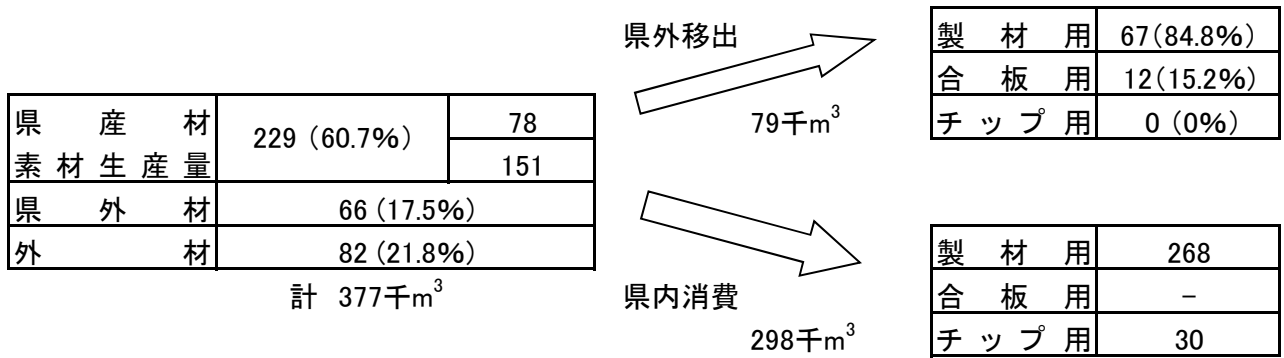 県産材素材生産量 229 (60.7%) 78
151
県外材 66 (17.5%)
外材 82 (21.8%)
計 377千m³
県外移出
79千m³
製材用 67(84.8%)
合板用 12(15.2%)
チップ用 0 (0%)
県内消費
298千m³
製材用 268
合板用 −
チップ用 30